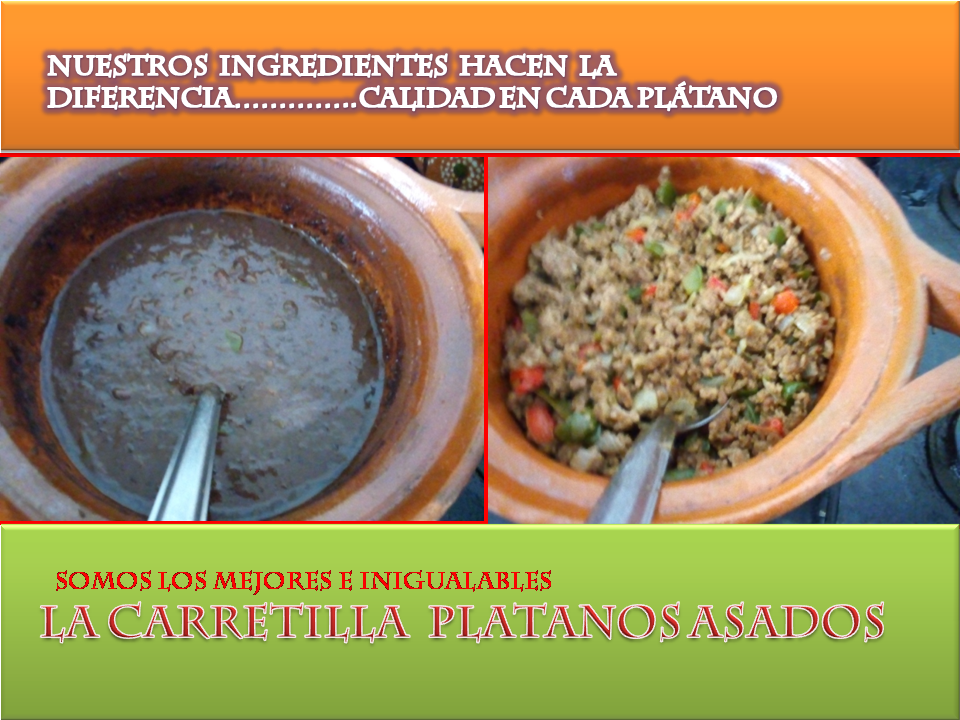 NUESTROS INGREDIENTES HACEN LA
DIFERENCIA..............CALIDAD EN CADA PLÁTANO
SOMOS LOS MEJORES E INIGUALABLES
LA CARRETILLA PLATANOS ASADOS